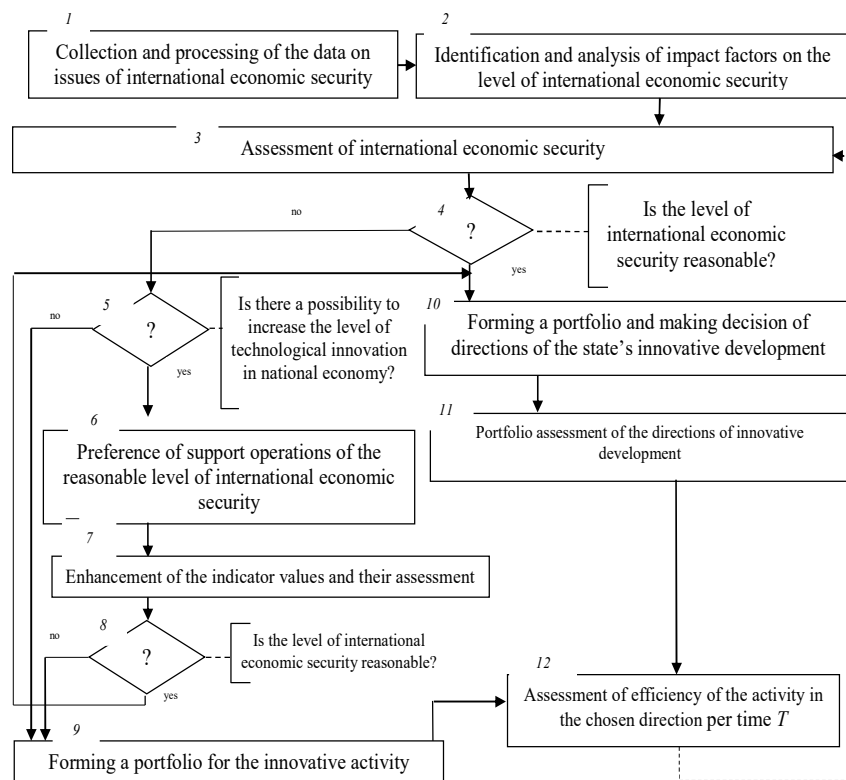 1
Collection and processing of the data on
issues of international economic security
2
Identification and analysis of impact factors on the
level of international economic security
3
Assessment of international economic security
4
?
no
yes
Is the level of
international economic
security reasonable?
5
?
no
yes
Is there a possibility to
increase the level of
technological innovation
in national economy?
10
Forming a portfolio and making decision of
directions of the state’s innovative development
11
Portfolio assessment of the directions of innovative
development
6
Preference of support operations of the
reasonable level of international economic
security
7
Enhancement of the indicator values and their assessment
8
?
no
yes
Is the level of international
economic security reasonable?
12
Assessment of efficiency of the activity in
the chosen direction per time T
9
Forming a portfolio for the innovative activity